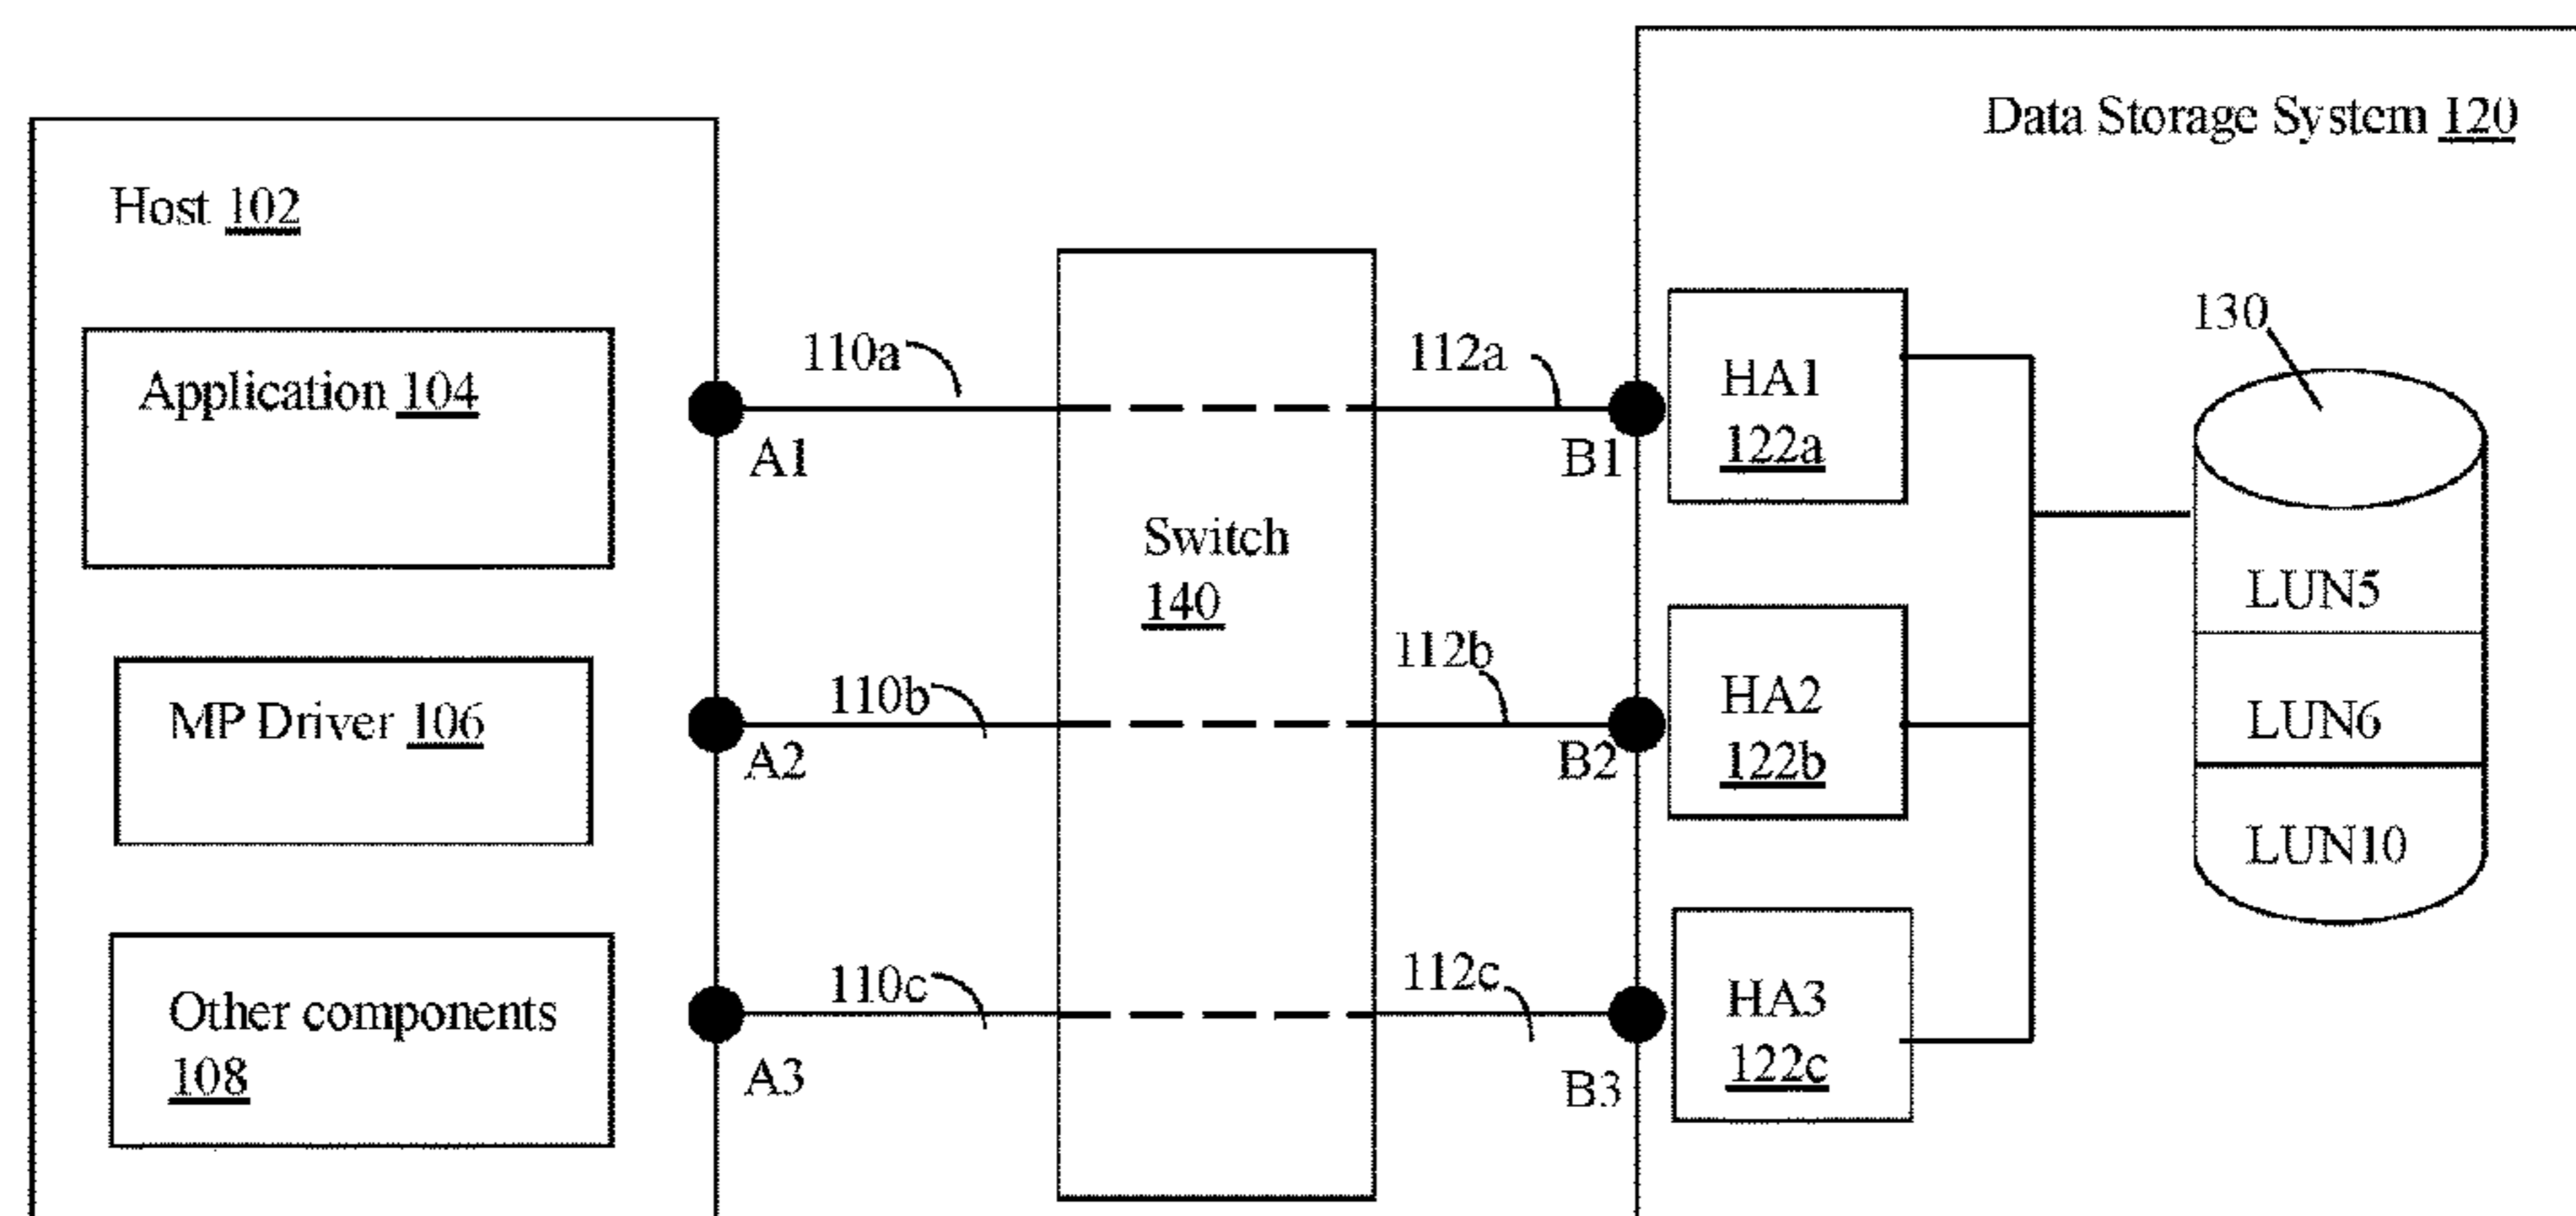 Data Storage System 120
Host 102
Application 104
MP Driver 106
Other components
108
110a
A1
110b
A2
110c
A3
Switch
140
112a
B1
112b
B2
112c
B3
HA1
122a
HA2
122b
HA3
122c
130
LUN5
LUN6
LUN10